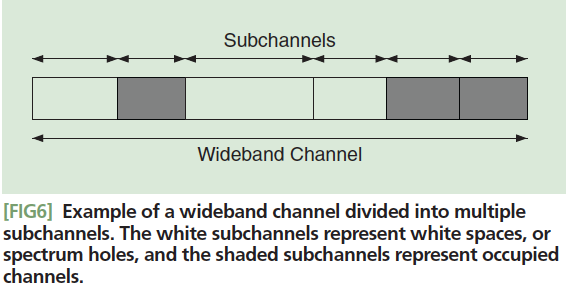 Subchannels
Wideband Channel
[FIG6] Example of a wideband channel divided into multiple
subchannels. The white subchannels represent white spaces, or
spectrum holes, and the shaded subchannels represent occupied
channels.